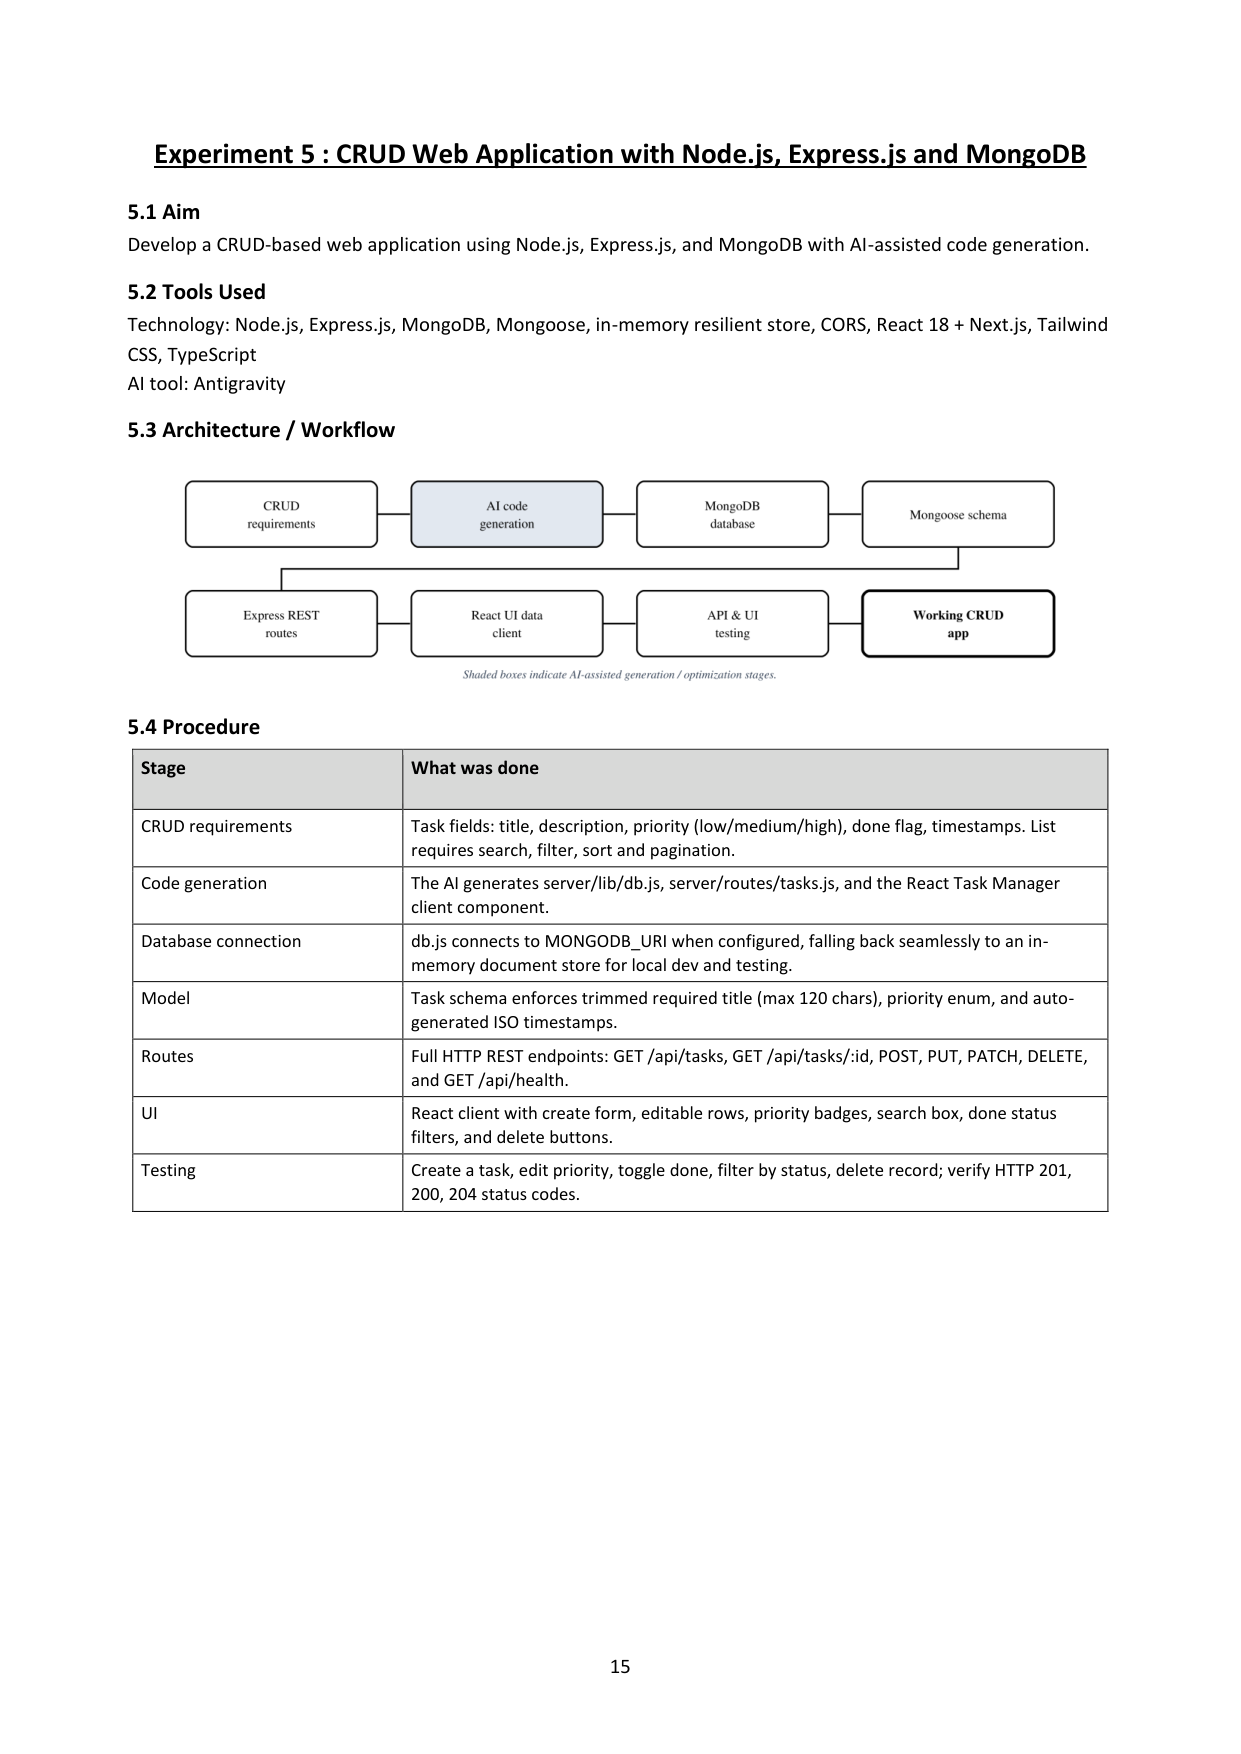 Experiment 5 : CRUD Web Application with Node.js, Express.js and MongoDB
5.1 Aim
Develop a CRUD-based web application using Node.js, Express.js, and MongoDB with AI-assisted code generation.
5.2 Tools Used
Technology: Node.js, Express.js, MongoDB, Mongoose, in-memory resilient store, CORS, React 18 + Next.js, Tailwind
CSS, TypeScript
AI tool: Antigravity
5.3 Architecture / Workflow
CRUD
requirements
AI code
generation
MongoDB
database
Mongoose schema
Express REST
routes
React UI data
client
API & UI
testing
Working CRUD
app
Shaded boxes indicate AI-assisted generation / optimization stages.
5.4 Procedure
Stage
What was done
CRUD requirements
Task fields: title, description, priority (low/medium/high), done flag, timestamps. List
requires search, filter, sort and pagination.
Code generation
The AI generates server/lib/db.js, server/routes/tasks.js, and the React Task Manager
client component.
Database connection
db.js connects to MONGODB_URI when configured, falling back seamlessly to an in-
memory document store for local dev and testing.
Model
Task schema enforces trimmed required title (max 120 chars), priority enum, and auto-
generated ISO timestamps.
Routes
Full HTTP REST endpoints: GET /api/tasks, GET /api/tasks/:id, POST, PUT, PATCH, DELETE,
and GET /api/health.
UI
React client with create form, editable rows, priority badges, search box, done status
filters, and delete buttons.
Testing
Create a task, edit priority, toggle done, filter by status, delete record; verify HTTP 201,
200, 204 status codes.
15